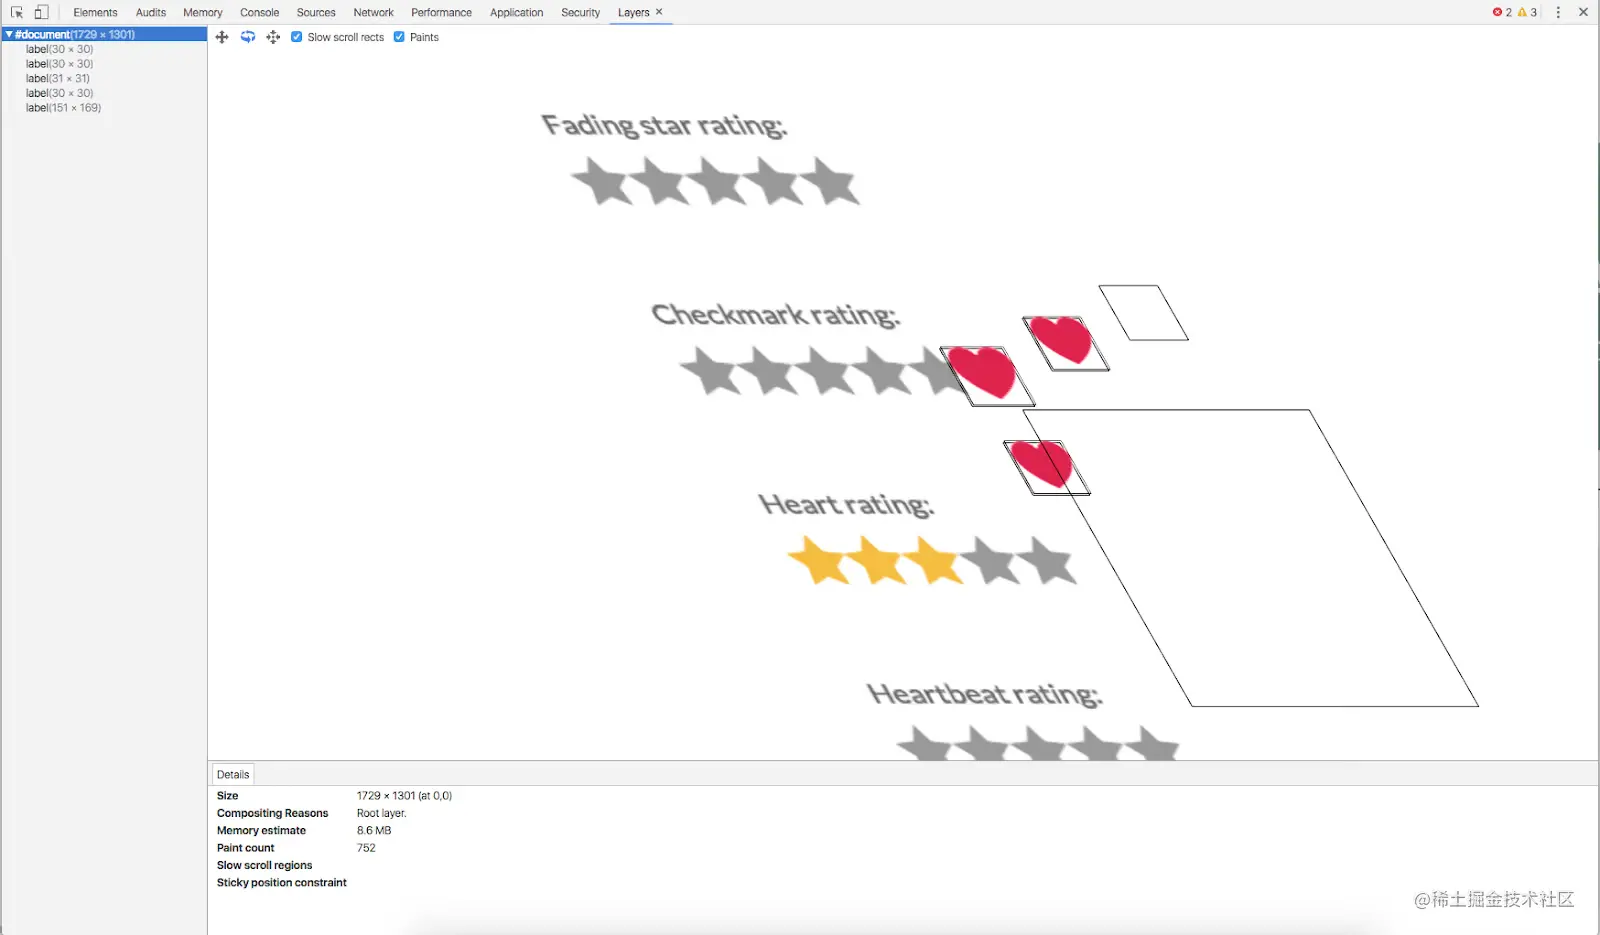 Elements Audits Memory Console Sources Network Performance Application Security Layers × 2 3
#document(1729 × 1301)
label(30 × 30)
label(30 × 30)
label(31 × 31)
label(30 × 30)
label(151 × 169)
Slow scroll rects Paints
Fading star rating:
Checkmark rating:
Heart rating:
Heartbeat rating:
Details
Size 1729 × 1301 (at 0,0)
Compositing Reasons Root layer.
Memory estimate 8.6 MB
Paint count 752
Slow scroll regions
Sticky position constraint
@稀土掘金技术社区